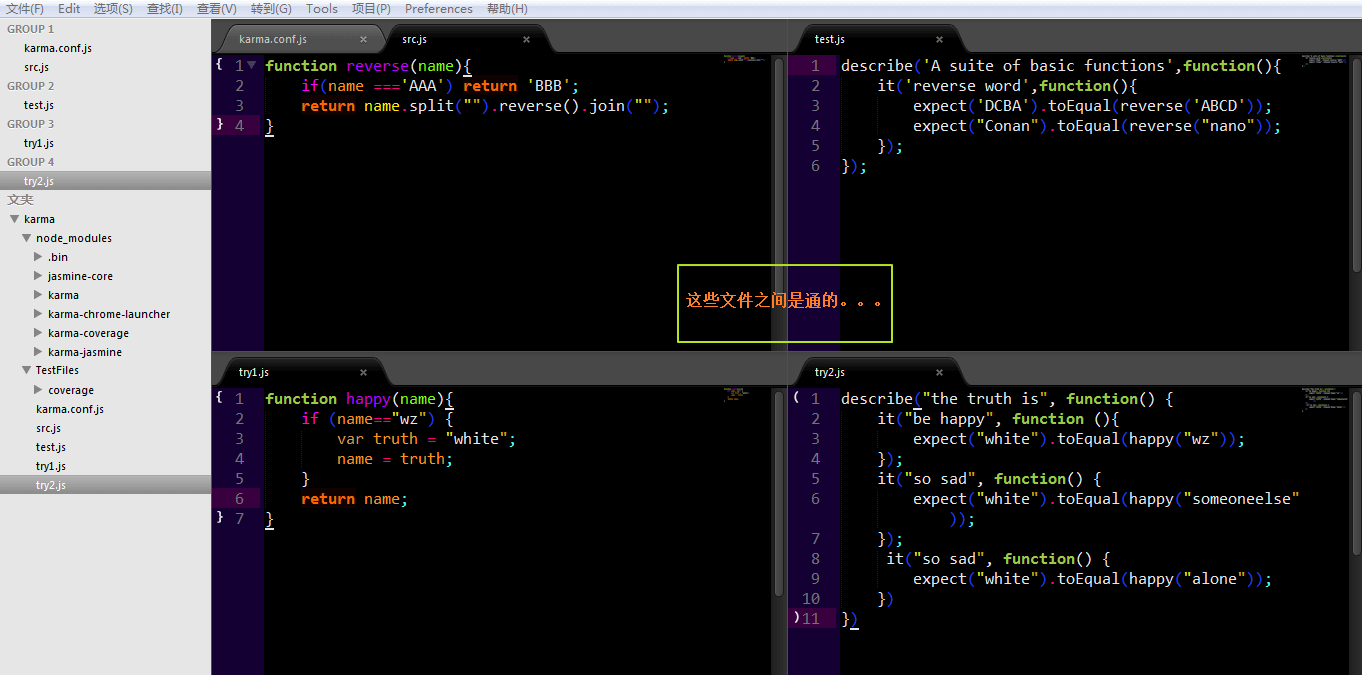 文件(F) Edit 选项(S) 查找(I) 查看(V) 转到(G) Tools 项目(P) Preferences 帮助(H)
GROUP 1
karma.conf.js
src.js
GROUP 2
test.js
GROUP 3
try1.js
GROUP 4
try2.js
文夹
karma
node_modules
.bin
jasmine-core
karma
karma-chrome-launcher
karma-coverage
karma-jasmine
TestFiles
coverage
karma.conf.js
src.js
test.js
try1.js
try2.js
karma.conf.js × src.js ×
{ 1 function reverse(name){
2 if(name ==='AAA') return 'BBB';
3 return name.split("").reverse().join("");
} 4 }
test.js ×
1 describe('A suite of basic functions',function(){
2 it('reverse word',function(){
3 expect('DCBA').toEqual(reverse('ABCD'));
4 expect("Conan").toEqual(reverse("nano"));
5 });
6 });
这些文件之间是通的。。。
try1.js ×
{ 1 function happy(name){
2 if (name=="wz") {
3 var truth = "white";
4 name = truth;
5 }
6 return name;
} 7 }
try2.js ×
( 1 describe("the truth is", function() {
2 it("be happy", function (){
3 expect("white").toEqual(happy("wz"));
4 });
5 it("so sad", function() {
6 expect("white").toEqual(happy("someoneelse"
));
7 });
8 it("so sad", function() {
9 expect("white").toEqual(happy("alone"));
10 })
) 11 })